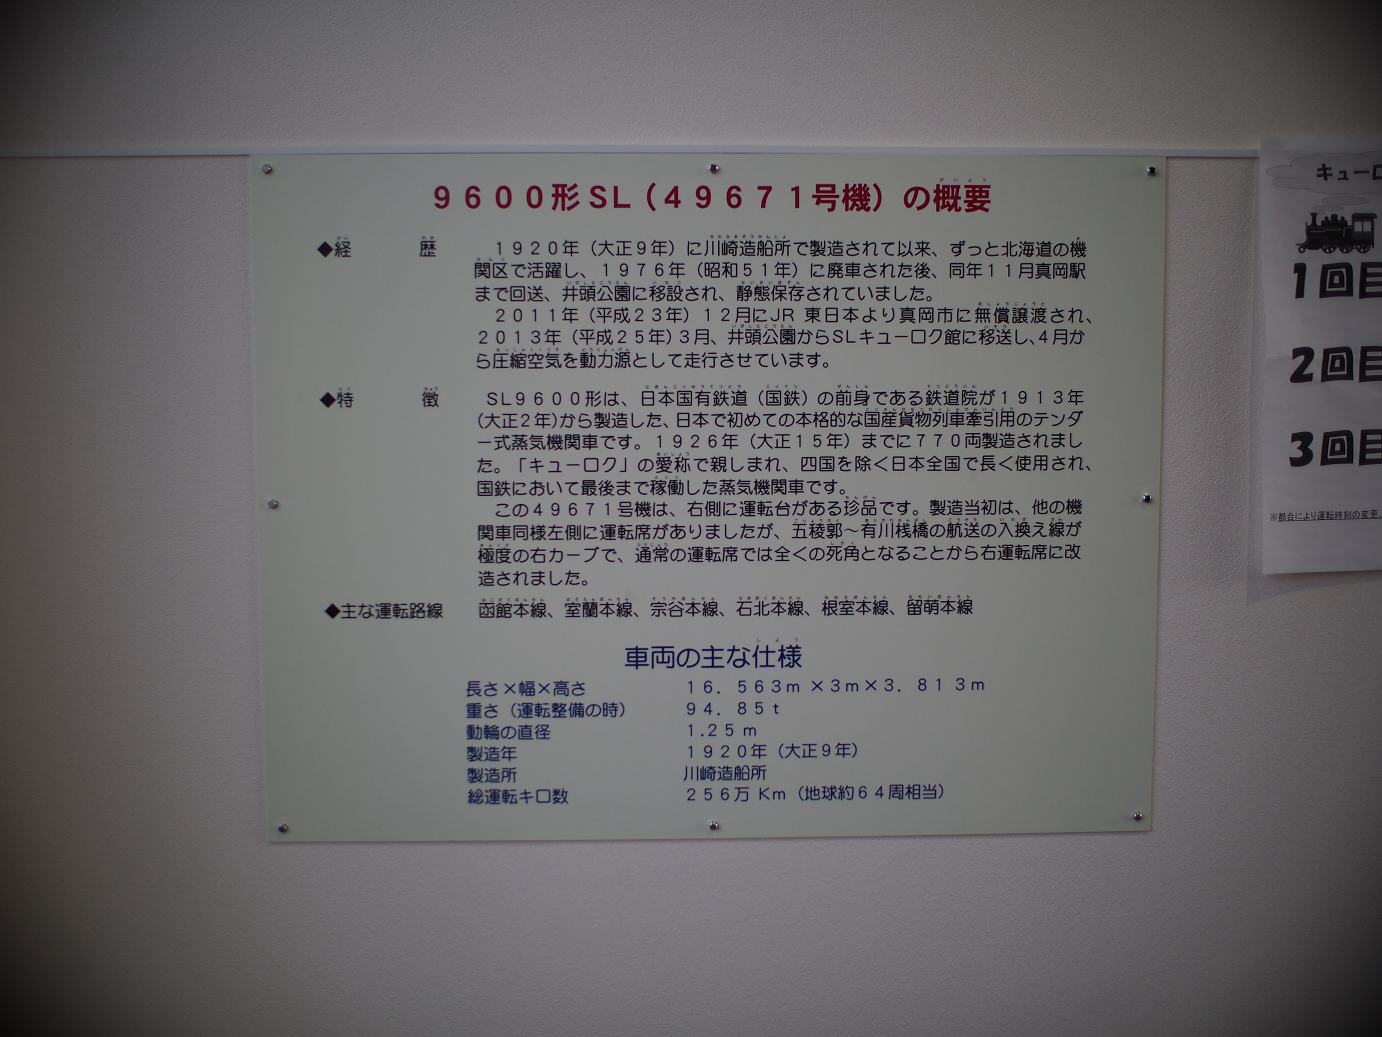 ９６００形ＳＬ（４９６７１号機）の概要
◆経　歴　１９２０年（大正９年）に川崎造船所で製造されて以来、ずっと北海道の機
関区で活躍し、１９７６年（昭和５１年）に廃車された後、同年１１月真岡駅
まで回送、井頭公園に移設され、静態保存されていました。
２０１１年（平成２３年）１２月にJR 東日本より真岡市に無償譲渡され、
２０１３年（平成２５年）３月、井頭公園からSLキューロク館に移送し、４月か
ら圧縮空気を動力源として走行させています。
◆特　徴　SL９６００形は、日本国有鉄道（国鉄）の前身である鉄道院が１９１３年
（大正２年）から製造した、日本で初めての本格的な国産貨物列車牽引用のテンダ
ー式蒸気機関車です。１９２６年（大正１５年）までに７７０両製造されまし
た。「キューロク」の愛称で親しまれ、四国を除く日本全国で長く使用され、
国鉄において最後まで稼働した蒸気機関車です。
この４９６７１号機は、右側に運転台がある珍品です。製造当初は、他の機
関車同様左側に運転席がありましたが、五稜郭～有川桟橋の航送の入換え線が
極度の右カーブで、通常の運転席では全くの死角となることから右運転席に改
造されました。
◆主な運転路線　函館本線、室蘭本線、宗谷本線、石北本線、根室本線、留萌本線
車両の主な仕様
長さ×幅×高さ　１６．５６３ｍ×３ｍ×３．８１３ｍ
重さ（運転整備の時）　９４．８５ｔ
動輪の直径　１.２５ｍ
製造年　１９２０年（大正９年）
製造所　川崎造船所
総運転キロ数　２５６万 Km（地球約６４周相当）
キューロ
１回目
２回目
３回目
※都合により運転時刻の変更、